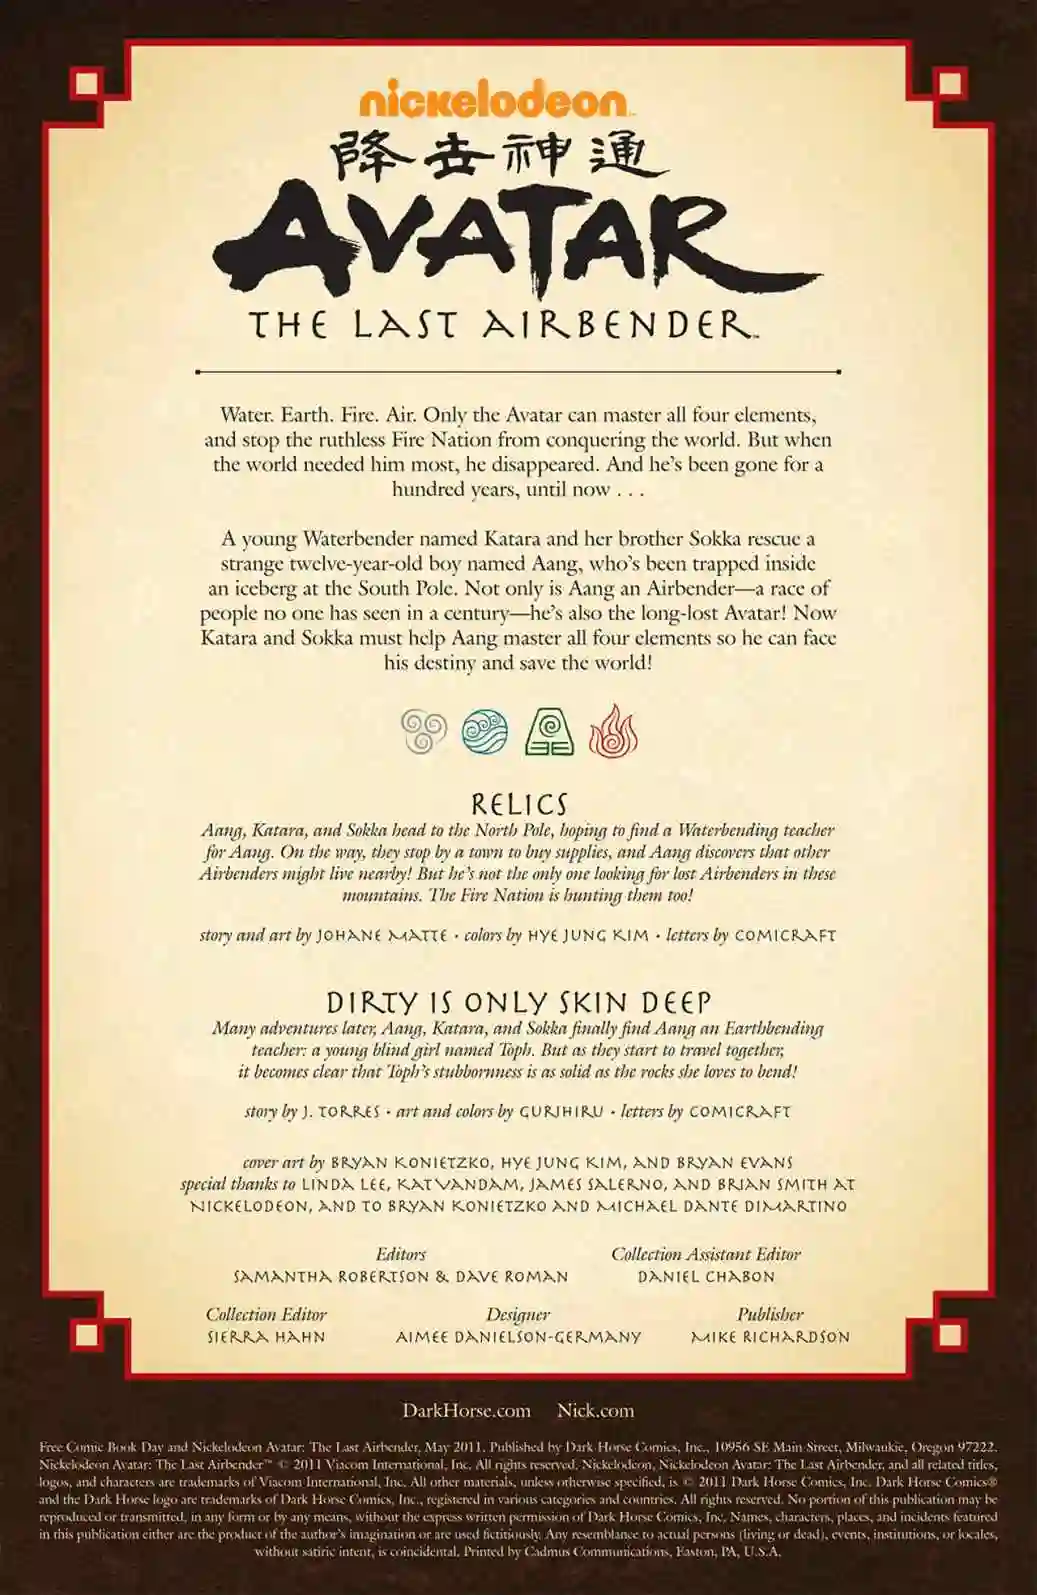 nickelodeon™
降去神通
AVATAR
THE LAST AIRBENDER™
Water. Earth. Fire. Air. Only the Avatar can master all four elements,
and stop the ruthless Fire Nation from conquering the world. But when
the world needed him most, he disappeared. And he's been gone for a
hundred years, until now . . .
A young Waterbender named Katara and her brother Sokka rescue a
strange twelve-year-old boy named Aang, who's been trapped inside
an iceberg at the South Pole. Not only is Aang an Airbender—a race of
people no one has seen in a century—he's also the long-lost Avatar! Now
Katara and Sokka must help Aang master all four elements so he can face
his destiny and save the world!
RELICS
Aang, Katara, and Sokka head to the North Pole, hoping to find a Waterbending teacher
for Aang. On the way, they stop by a town to buy supplies, and Aang discovers that other
Airbenders might live nearby! But he's not the only one looking for lost Airbenders in these
mountains. The Fire Nation is hunting them too!
story and art by JOHANE MATTE · colors by HYE JUNG KIM · letters by COMICRAFT
DIRTY IS ONLY SKIN DEEP
Many adventures later, Aang, Katara, and Sokka finally find Aang an Earthbending
teacher: a young blind girl named Toph. But as they start to travel together,
it becomes clear that Toph's stubbornness is as solid as the rocks she loves to bend!
story by J. TORRES · art and colors by GURIHIRU · letters by COMICRAFT
cover art by BRYAN KONIETZKO, HYE JUNG KIM, AND BRYAN EVANS
special thanks to LINDA LEE, KAT VANDAM, JAMES SALERNO, AND BRIAN SMITH AT
NICKELODEON, AND TO BRYAN KONIETZKO AND MICHAEL DANTE DIMARTINO
Editors Collection Assistant Editor
SAMANTHA ROBERTSON & DAVE ROMAN DANIEL CHABON
Collection Editor Designer Publisher
SIERRA HAHN AIMEE DANIELSON-GERMANY MIKE RICHARDSON
DarkHorse.com Nick.com
Free Comic Book Day and Nickelodeon Avatar: The Last Airbender, May 2011. Published by Dark Horse Comics, Inc., 10956 SE Main Street, Milwaukie, Oregon 97222.
Nickelodeon Avatar: The Last Airbender™ © 2011 Viacom International, Inc. All rights reserved. Nickelodeon, Nickelodeon Avatar: The Last Airbender, and all related titles,
logos, and characters are trademarks of Viacom International, Inc. All other materials, unless otherwise specified, is © 2011 Dark Horse Comics, Inc. Dark Horse Comics®
and the Dark Horse logo are trademarks of Dark Horse Comics, Inc., registered in various categories and countries. All rights reserved. No portion of this publication may be
reproduced or transmitted, in any form or by any means, without the express written permission of Dark Horse Comics, Inc. Names, characters, places, and incidents featured
in this publication either are the product of the author's imagination or are used fictitiously. Any resemblance to actual persons (living or dead), events, institutions, or locales,
without satiric intent, is coincidental. Printed by Cadmus Communications, Easton, PA, U.S.A.